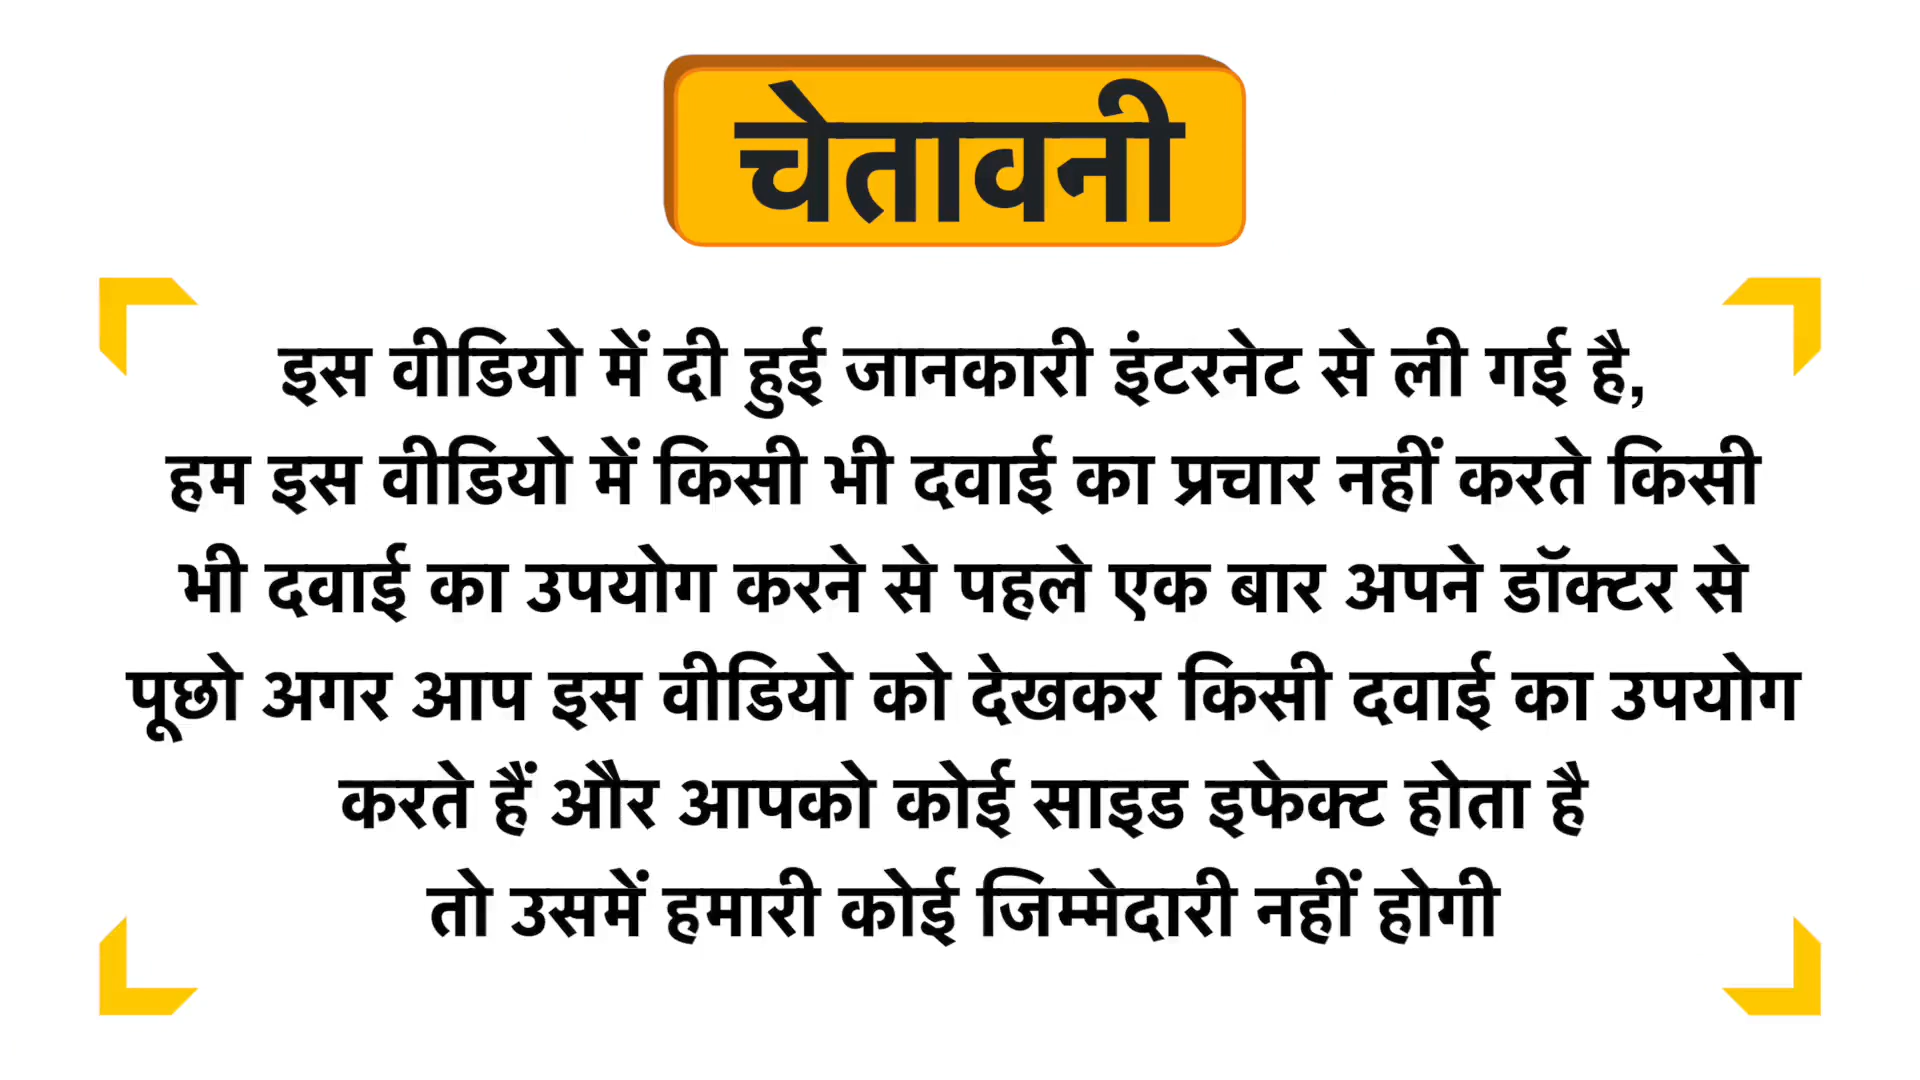 चेतावनी
इस वीडियो में दी हुई जानकारी इंटरनेट से ली गई है,
हम इस वीडियो में किसी भी दवाई का प्रचार नहीं करते किसी
भी दवाई का उपयोग करने से पहले एक बार अपने डॉक्टर से
पूछो अगर आप इस वीडियो को देखकर किसी दवाई का उपयोग
करते हैं और आपको कोई साइड इफेक्ट होता है
तो उसमें हमारी कोई जिम्मेदारी नहीं होगी